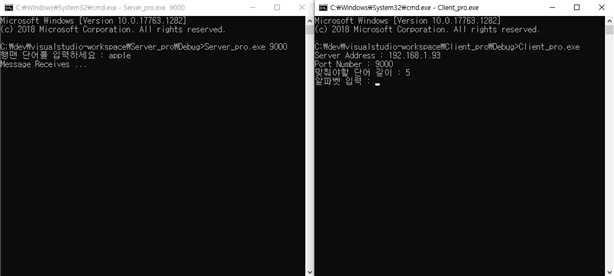 C:￦Windows￦System32￦cmd.exe - Server_pro.exe  9000
Microsoft Windows [Version 10.0.17763.1282]
(c) 2018 Microsoft Corporation. All rights reserved.
C:￦dev￦visualstudio-workspace￦Server_pro￦Debug>Server_pro.exe 9000
행맨 단어를 입력하세요 : apple
Message Receives ...
C:￦Windows￦System32￦cmd.exe - Client_pro.exe
Microsoft Windows [Version 10.0.17763.1282]
(c) 2018 Microsoft Corporation. All rights reserved.
C:￦dev￦visualstudio-workspace￦Client_pro￦Debug>Client_pro.exe
Server Address : 192.168.1.93
Port Number : 9000
맞춰야할 단어 길이 : 5
알파벳 입력 :